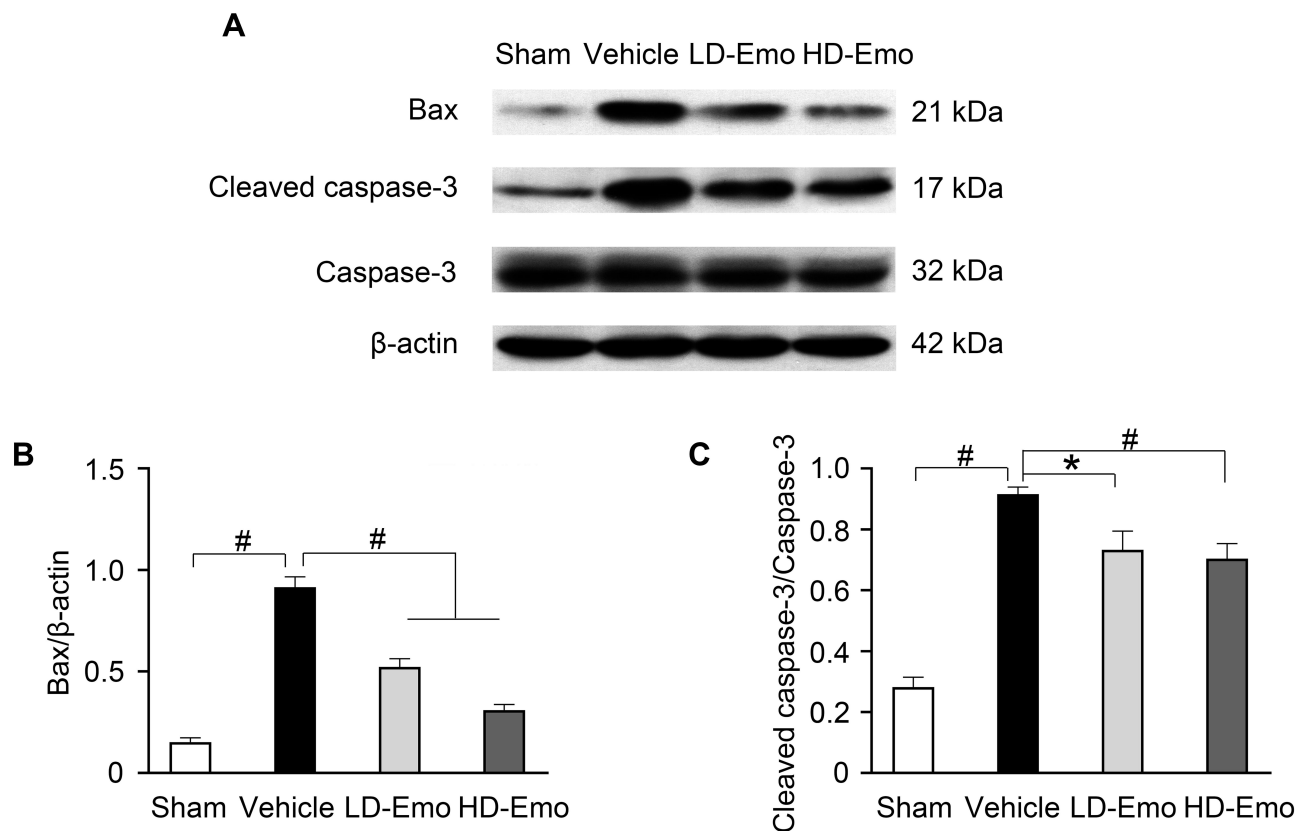 A
Sham Vehicle LD-Emo HD-Emo
Bax 21 kDa
Cleaved caspase-3 17 kDa
Caspase-3 32 kDa
β-actin 42 kDa
B
Bax/β-actin
1.5
1.0
0.5
0
# #
Sham Vehicle LD-Emo HD-Emo
C
Cleaved caspase-3/Caspase-3
1.0
0.8
0.6
0.4
0.2
0
#
# *
Sham Vehicle LD-Emo HD-Emo